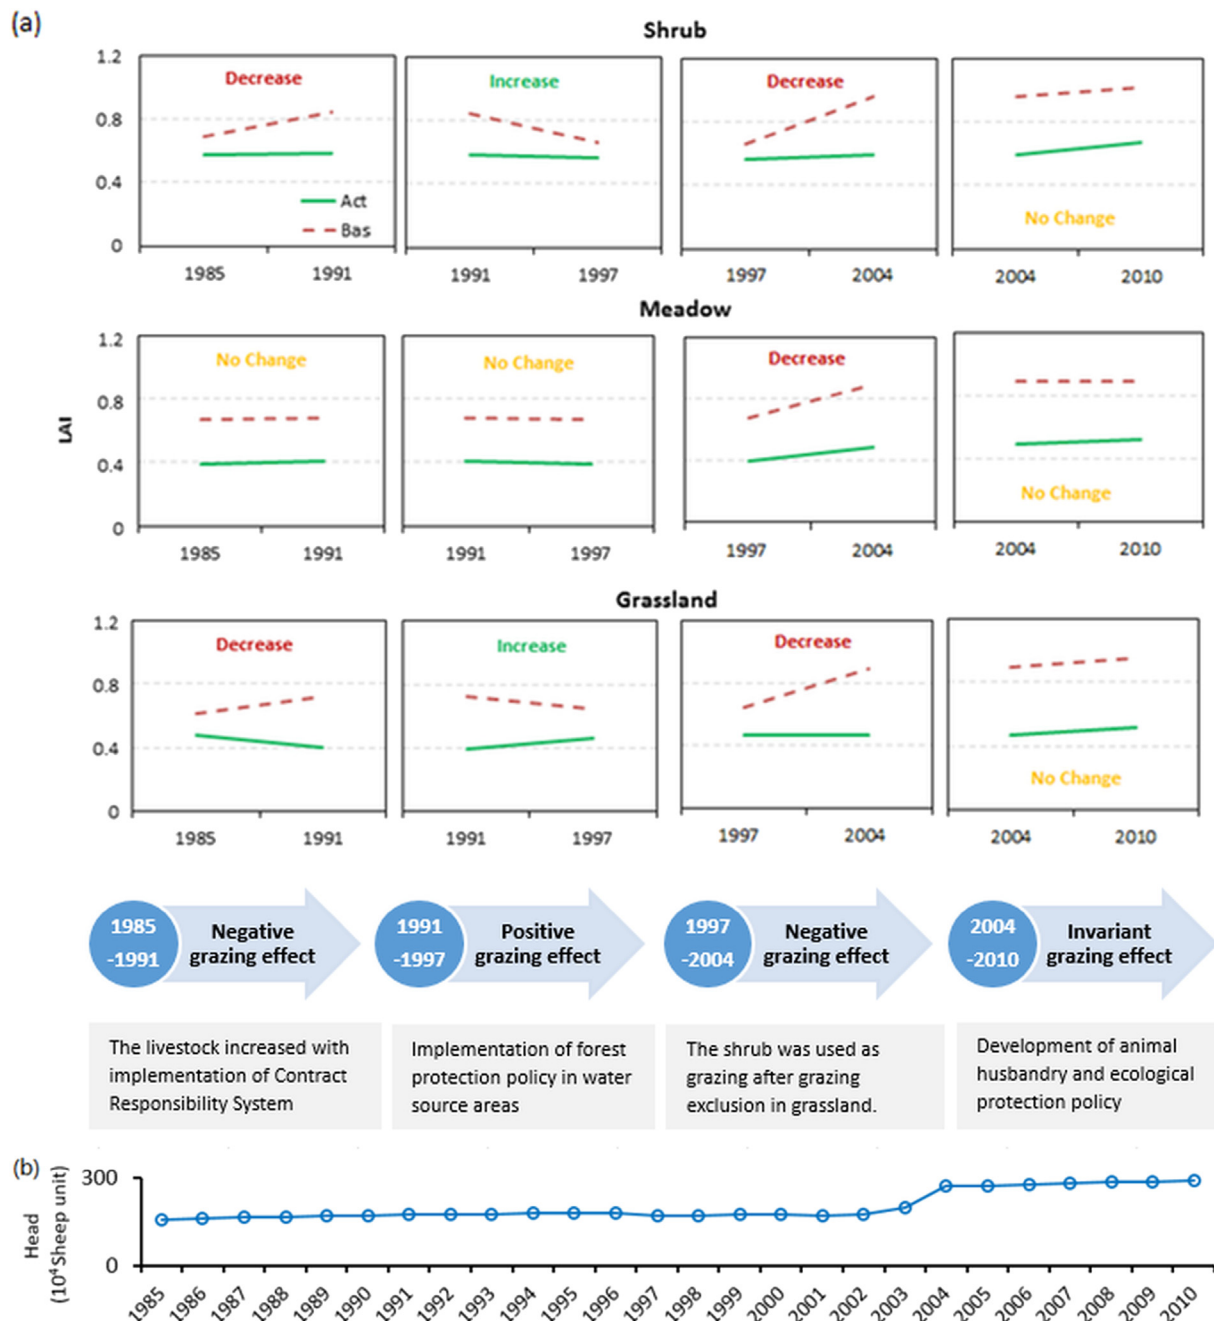 (a)
Shrub
1.2
0.8
0.4
0
Decrease
Increase
Decrease
No Change
Act
Bas
1985 1991
1991 1997
1997 2004
2004 2010
Meadow
LAI
1.2
0.8
0.4
0
No Change
No Change
Decrease
No Change
1985 1991
1991 1997
1997 2004
2004 2010
Grassland
1.2
0.8
0.4
0
Decrease
Increase
Decrease
No Change
1985 1991
1991 1997
1997 2004
2004 2010
1985
-1991
Negative
grazing effect
1991
-1997
Positive
grazing effect
1997
-2004
Negative
grazing effect
2004
-2010
Invariant
grazing effect
The livestock increased with
implementation of Contract
Responsibility System
Implementation of forest
protection policy in water
source areas
The shrub was used as
grazing after grazing
exclusion in grassland.
Development of animal
husbandry and ecological
protection policy
(b)
Head
(10⁴ Sheep unit)
300
0
1985 1986 1987 1988 1989 1990 1991 1992 1993 1994 1995 1996 1997 1998 1999 2000 2001 2002 2003 2004 2005 2006 2007 2008 2009 2010